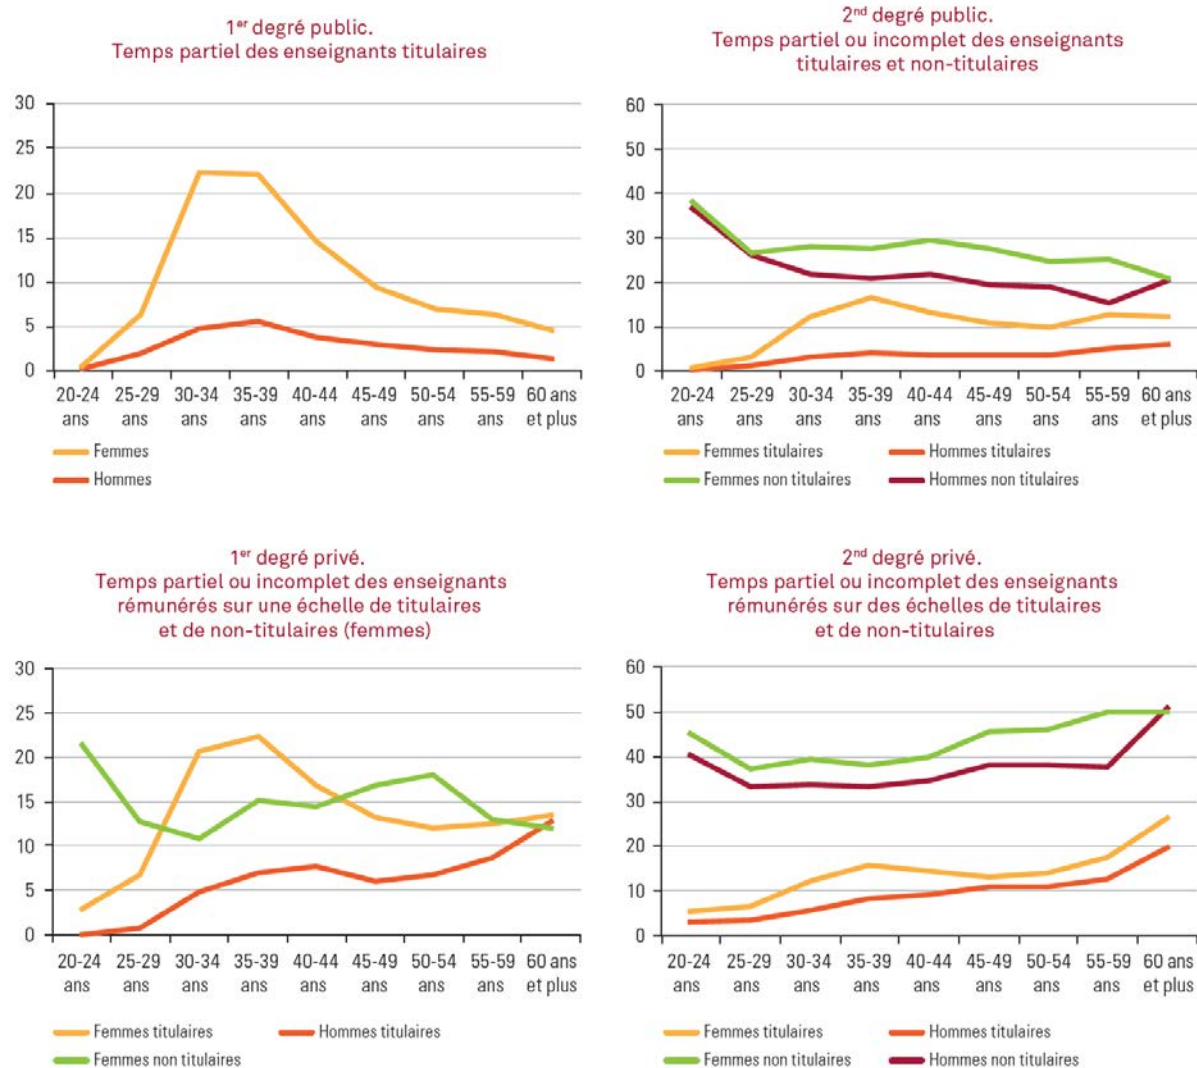 1er degré public.
Temps partiel des enseignants titulaires
30
25
20
15
10
5
0
20-24 25-29 30-34 35-39 40-44 45-49 50-54 55-59 60 ans
ans ans ans ans ans ans ans ans et plus
Femmes
Hommes
2nd degré public.
Temps partiel ou incomplet des enseignants
titulaires et non-titulaires
60
50
40
30
20
10
0
20-24 25-29 30-34 35-39 40-44 45-49 50-54 55-59 60 ans
ans ans ans ans ans ans ans ans et plus
Femmes titulaires Hommes titulaires
Femmes non titulaires Hommes non titulaires
1er degré privé.
Temps partiel ou incomplet des enseignants
rémunérés sur une échelle de titulaires
et de non-titulaires (femmes)
30
25
20
15
10
5
0
20-24 25-29 30-34 35-39 40-44 45-49 50-54 55-59 60 ans
ans ans ans ans ans ans ans ans et plus
Femmes titulaires Hommes titulaires
Femmes non titulaires
2nd degré privé.
Temps partiel ou incomplet des enseignants
rémunérés sur des échelles de titulaires
et de non-titulaires
60
50
40
30
20
10
0
20-24 25-29 30-34 35-39 40-44 45-49 50-54 55-59 60 ans
ans ans ans ans ans ans ans ans et plus
Femmes titulaires Hommes titulaires
Femmes non titulaires Hommes non titulaires